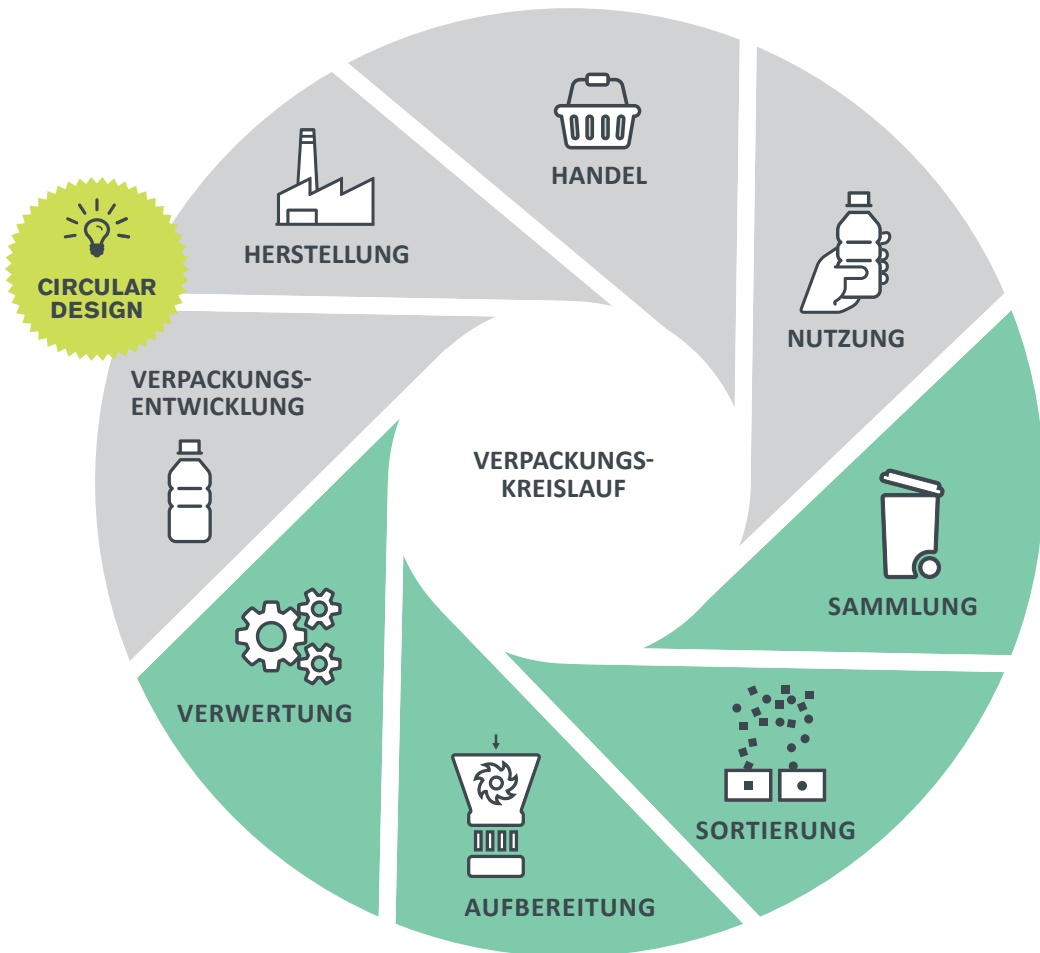 HANDEL
HERSTELLUNG
CIRCULAR
DESIGN
NUTZUNG
VERPACKUNGS-
ENTWICKLUNG
VERPACKUNGS-
KREISLAUF
SAMMLUNG
VERWERTUNG
SORTIERUNG
AUFBEREITUNG